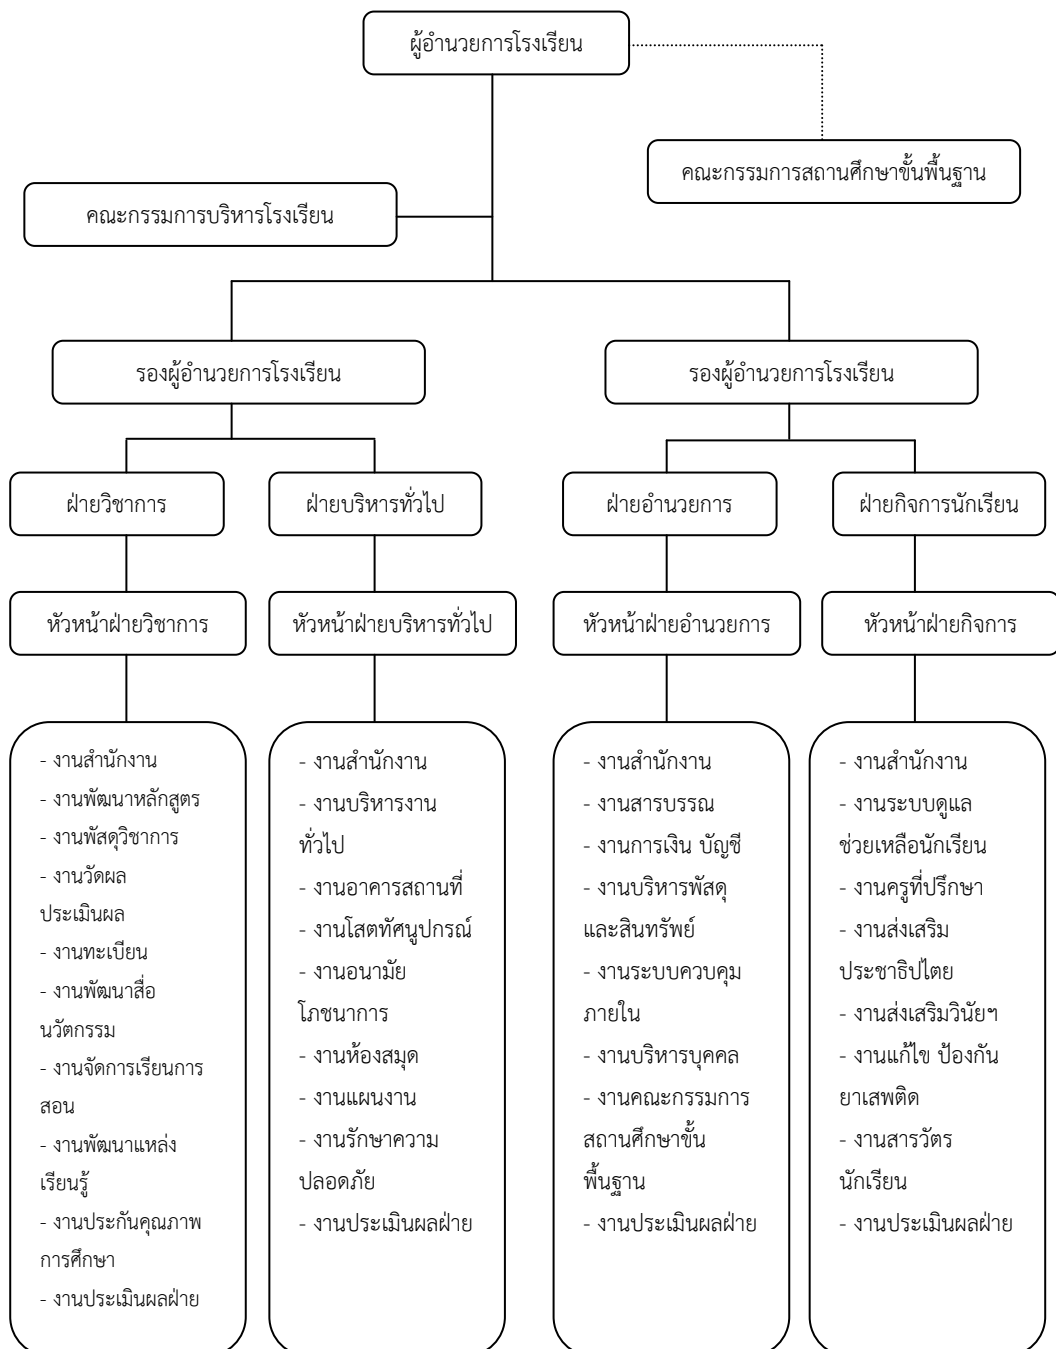 ผู้อำนวยการโรงเรียน
คณะกรรมการสถานศึกษาขั้นพื้นฐาน
คณะกรรมการบริหารโรงเรียน
รองผู้อำนวยการโรงเรียน
รองผู้อำนวยการโรงเรียน
ฝ่ายวิชาการ
ฝ่ายบริหารทั่วไป
ฝ่ายอำนวยการ
ฝ่ายกิจการนักเรียน
หัวหน้าฝ่ายวิชาการ
หัวหน้าฝ่ายบริหารทั่วไป
หัวหน้าฝ่ายอำนวยการ
หัวหน้าฝ่ายกิจการ
- งานสำนักงาน
- งานพัฒนาหลักสูตร
- งานพัสดุวิชาการ
- งานวัดผล
ประเมินผล
- งานทะเบียน
- งานพัฒนาสื่อ
นวัตกรรม
- งานจัดการเรียนการ
สอน
- งานพัฒนาแหล่ง
เรียนรู้
- งานประกันคุณภาพ
การศึกษา
- งานประเมินผลฝ่าย
- งานสำนักงาน
- งานบริหารงาน
ทั่วไป
- งานอาคารสถานที่
- งานโสตทัศนูปกรณ์
- งานอนามัย
โภชนาการ
- งานห้องสมุด
- งานแผนงาน
- งานรักษาความ
ปลอดภัย
- งานประเมินผลฝ่าย
- งานสำนักงาน
- งานสารบรรณ
- งานการเงิน บัญชี
- งานบริหารพัสดุ
และสินทรัพย์
- งานระบบควบคุม
ภายใน
- งานบริหารบุคคล
- งานคณะกรรมการ
สถานศึกษาขั้น
พื้นฐาน
- งานประเมินผลฝ่าย
- งานสำนักงาน
- งานระบบดูแล
ช่วยเหลือนักเรียน
- งานครูที่ปรึกษา
- งานส่งเสริม
ประชาธิปไตย
- งานส่งเสริมวินัยฯ
- งานแก้ไข ป้องกัน
ยาเสพติด
- งานสารวัตร
นักเรียน
- งานประเมินผลฝ่าย